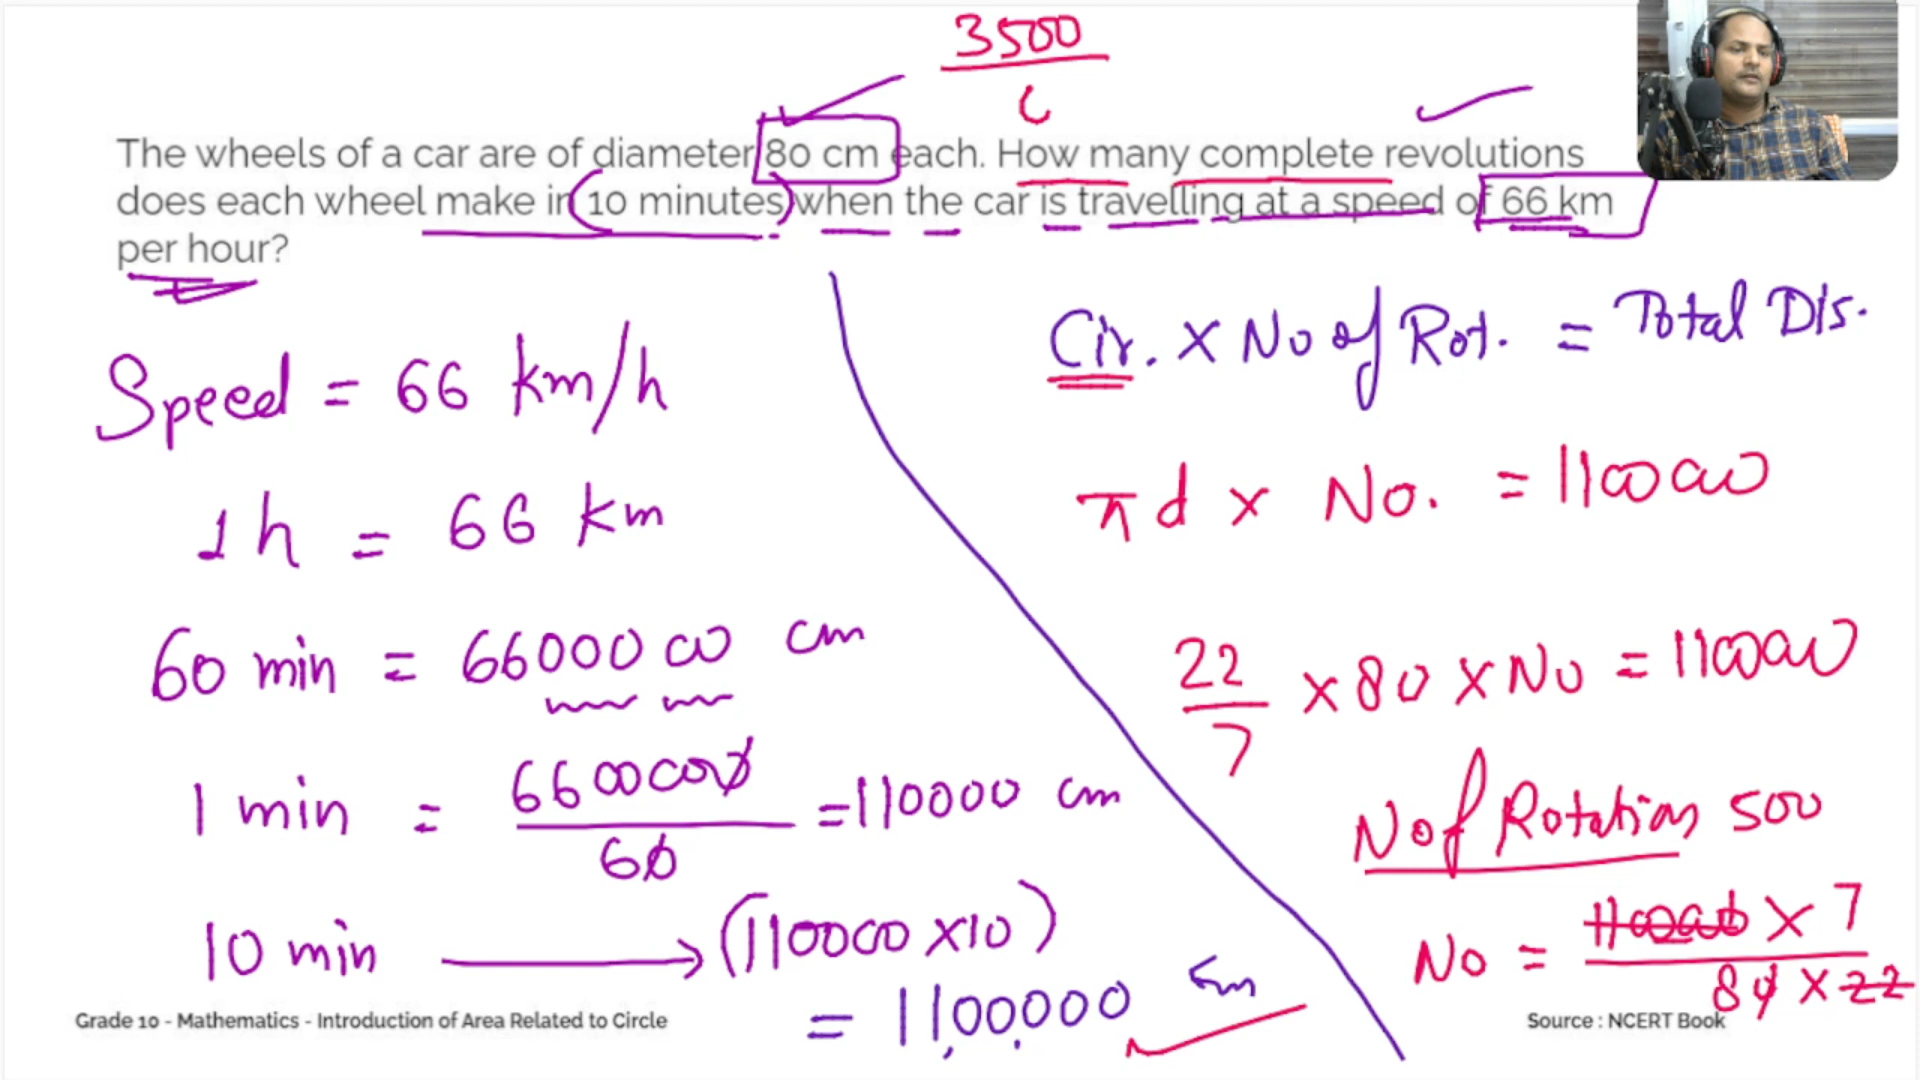 3500
C
The wheels of a car are of diameter 80 cm each. How many complete revolutions
does each wheel make in 10 minutes when the car is travelling at a speed of 66 km
per hour?
Speed = 66 km/h
1 h = 66 km
60 min = 6600000 cm
1 min = 6600000/60 = 110000 cm
10 min → (110000 x 10)
= 11,00,000 cm
Cir. x No of Rot. = Total Dis.
π d x No. = 1100000
22/7 x 80 x No = 1100000
No of Rotation 500
No = 1100000 x 7 / 80 x 22
Grade 10 - Mathematics - Introduction of Area Related to Circle
Source : NCERT Book